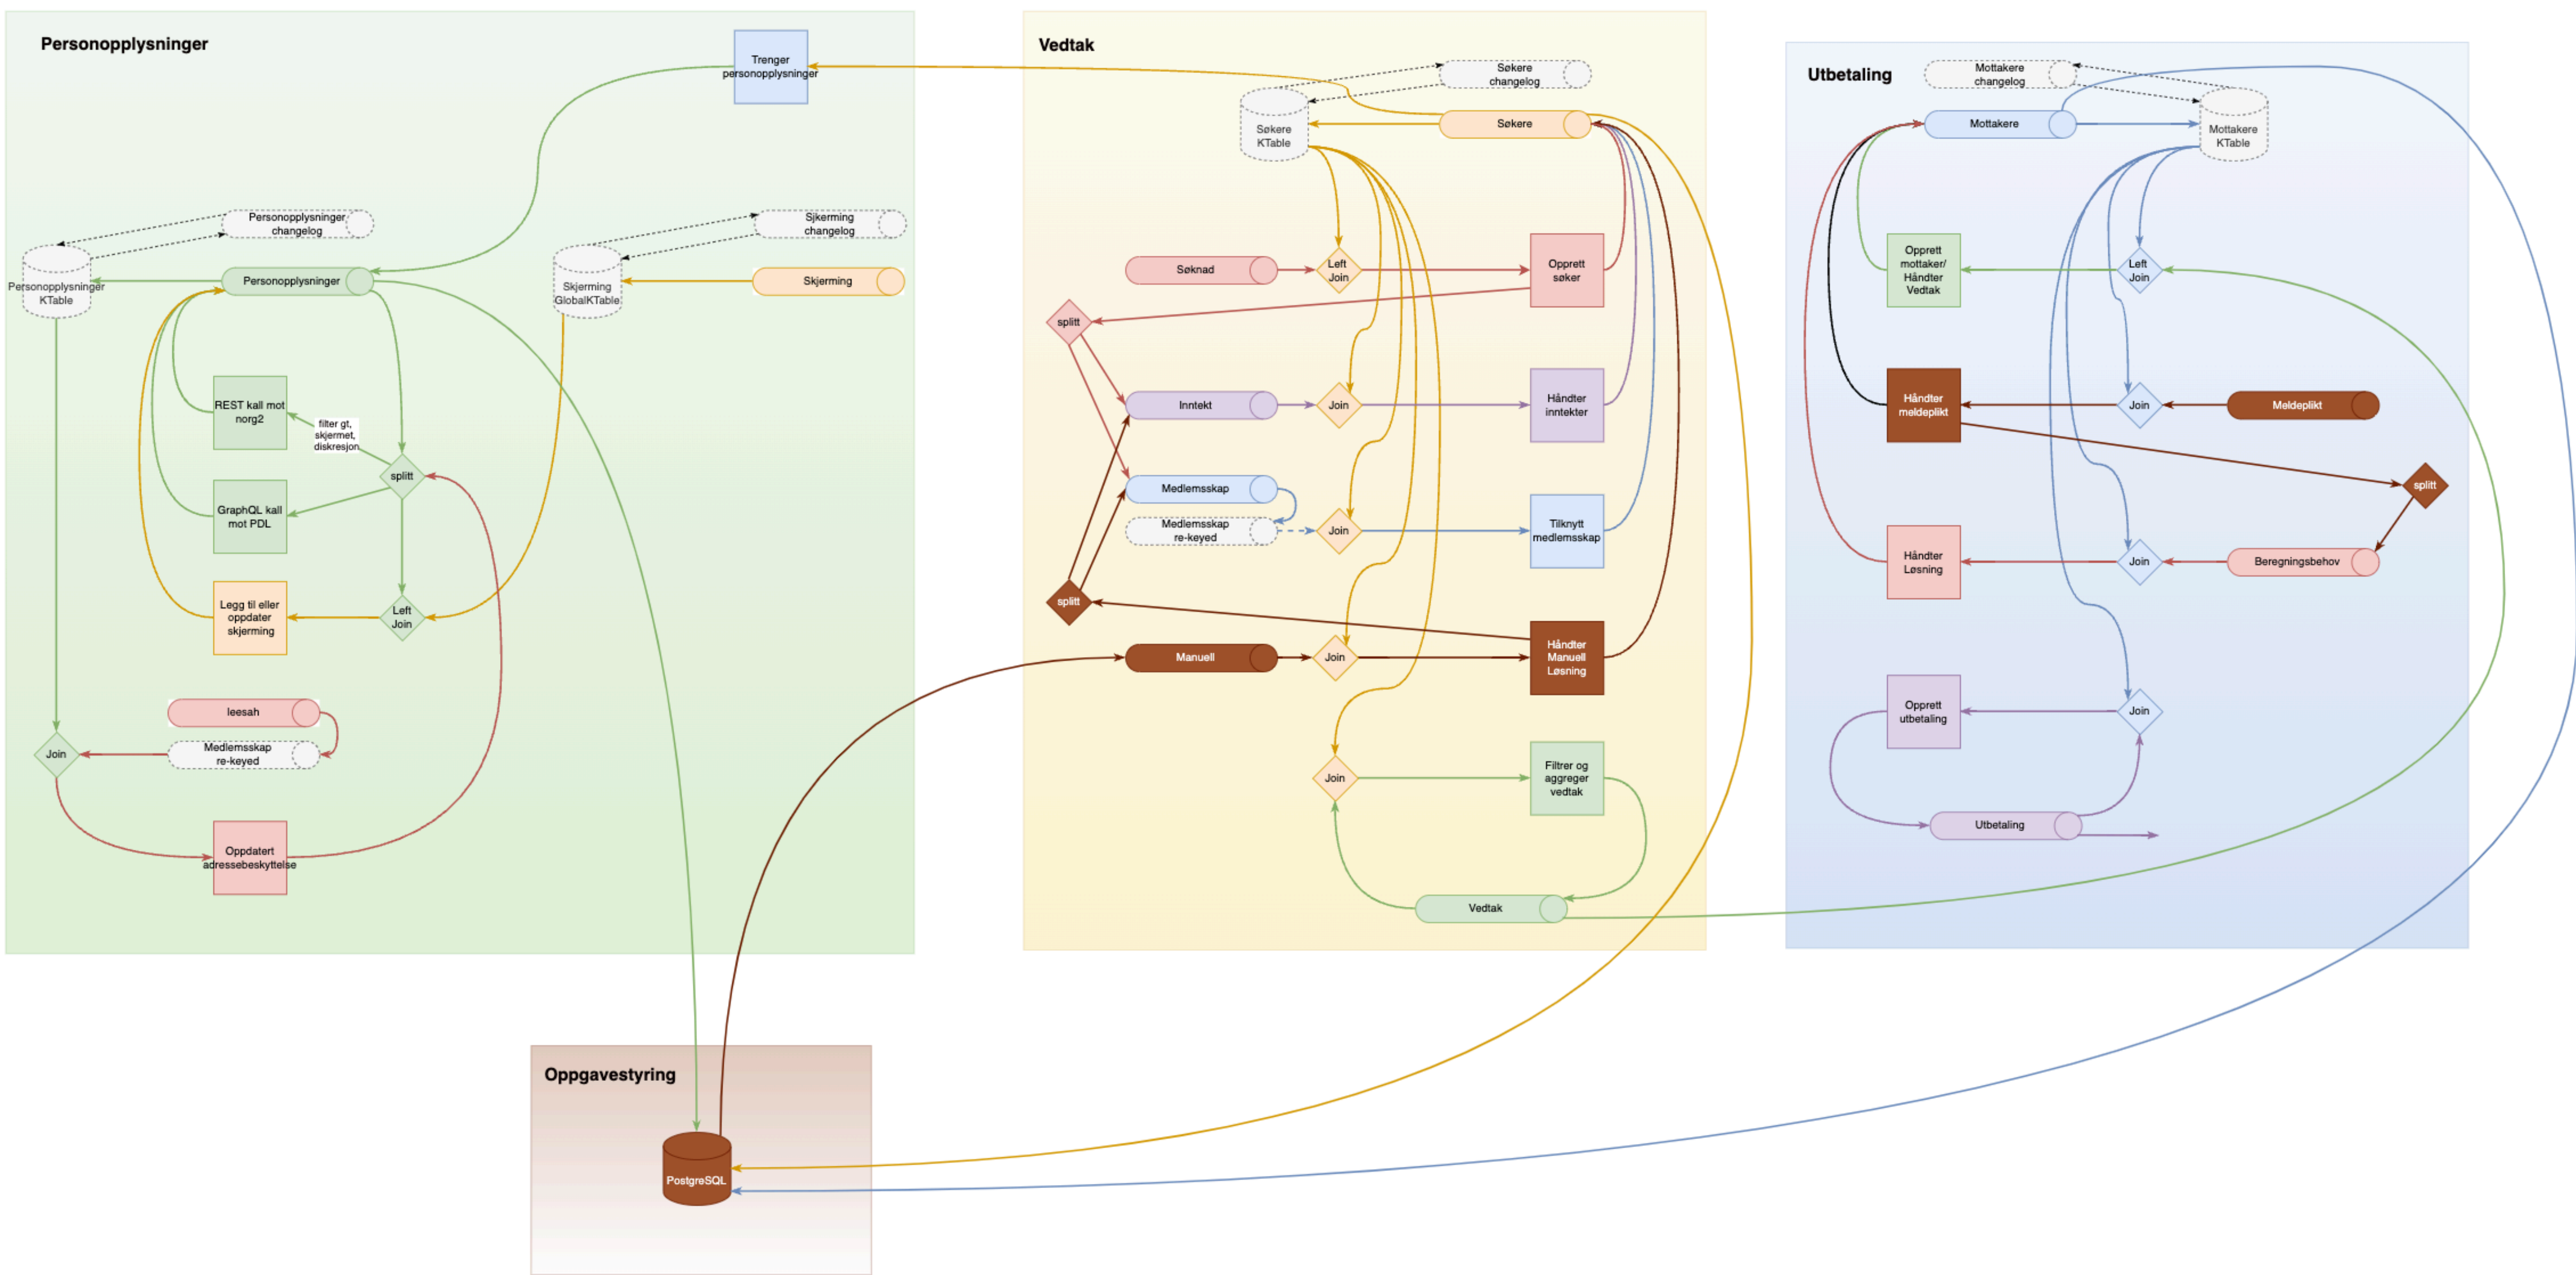 Personopplysninger
Trenger
personopplysninger
Personopplysninger
changelog
Sjkerming
changelog
Personopplysninger
KTable
Personopplysninger
Skjerming
GlobalKTable
Skjerming
REST kall mot
norg2
filter gt,
skjermet,
diskresjon
splitt
GraphQL kall
mot PDL
Legg til eller
oppdater
skjerming
Left
Join
leesah
Medlemsskap
re-keyed
Join
Oppdatert
adressebeskyttelse
Vedtak
Søkere
changelog
Søkere
KTable
Søkere
Søknad
Left
Join
Opprett
søker
splitt
Inntekt
Join
Håndter
inntekter
Medlemsskap
Medlemsskap
re-keyed
Join
Tilknytt
medlemsskap
splitt
Manuell
Join
Håndter
Manuell
Løsning
Join
Filtrer og
aggreger
vedtak
Vedtak
Utbetaling
Mottakere
changelog
Mottakere
Mottakere
KTable
Opprett
mottaker/
Håndter
Vedtak
Left
Join
Håndter
meldeplikt
Join
Meldeplikt
splitt
Håndter
Løsning
Join
Beregningsbehov
Opprett
utbetaling
Join
Utbetaling
Oppgavestyring
PostgreSQL